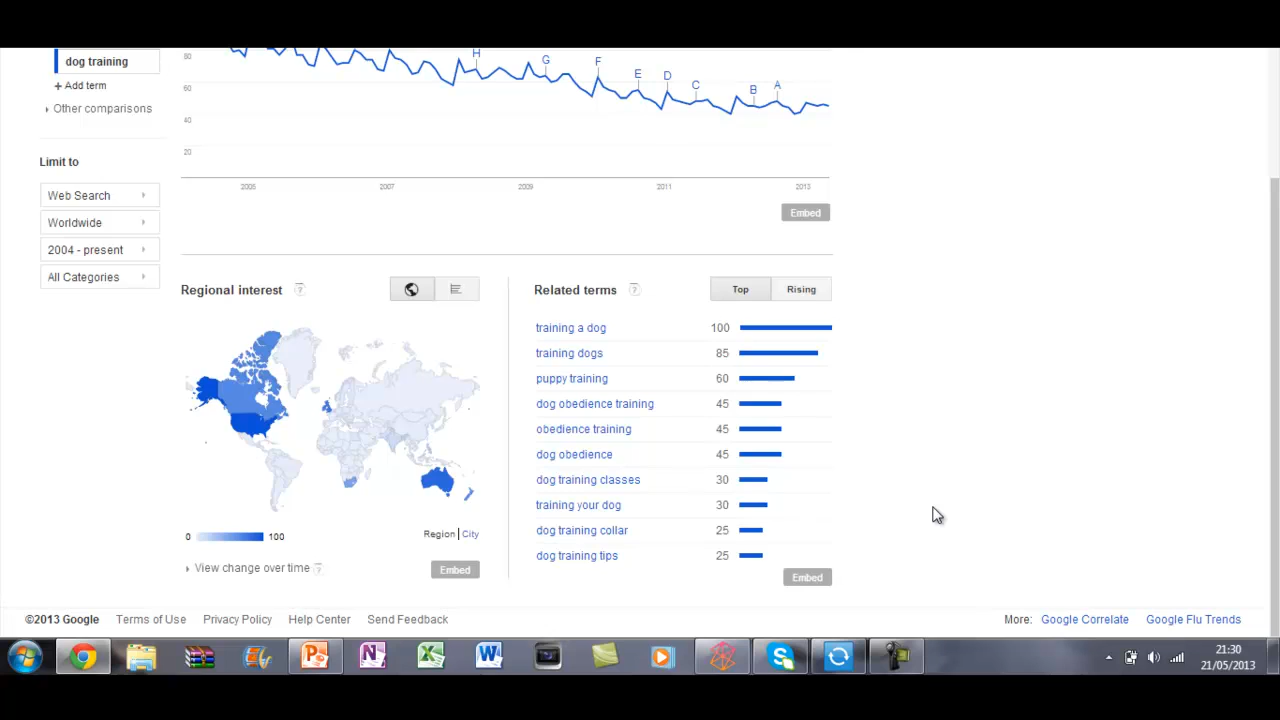 dog training
+ Add term
Other comparisons
Limit to
Web Search
Worldwide
2004 - present
All Categories
80
60
40
20
H
G
F
E
D
C
B
A
2005
2007
2009
2011
2013
Embed
Regional interest ?
0 100
Region | City
View change over time ?
Embed
Related terms ?
Top Rising
training a dog 100
training dogs 85
puppy training 60
dog obedience training 45
obedience training 45
dog obedience 45
dog training classes 30
training your dog 30
dog training collar 25
dog training tips 25
Embed
©2013 Google Terms of Use Privacy Policy Help Center Send Feedback
More: Google Correlate Google Flu Trends
21:30
21/05/2013